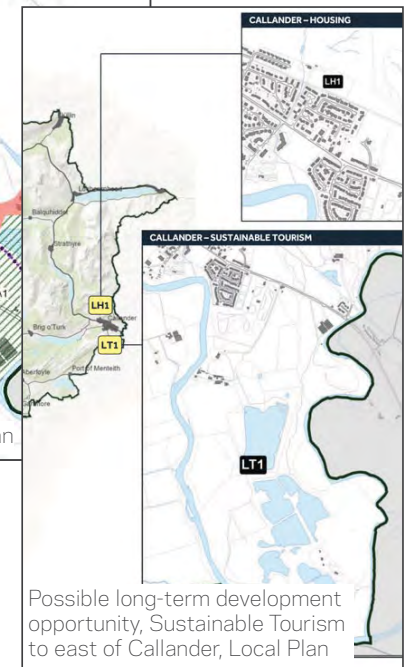 CALLANDER – HOUSING
LH1
Balquhidder
Strathyre
LH1
Callander
Brig o'Turk
LT1
Port of Menteith
CALLANDER – SUSTAINABLE TOURISM
LT1
Possible long-term development
opportunity, Sustainable Tourism
to east of Callander, Local Plan